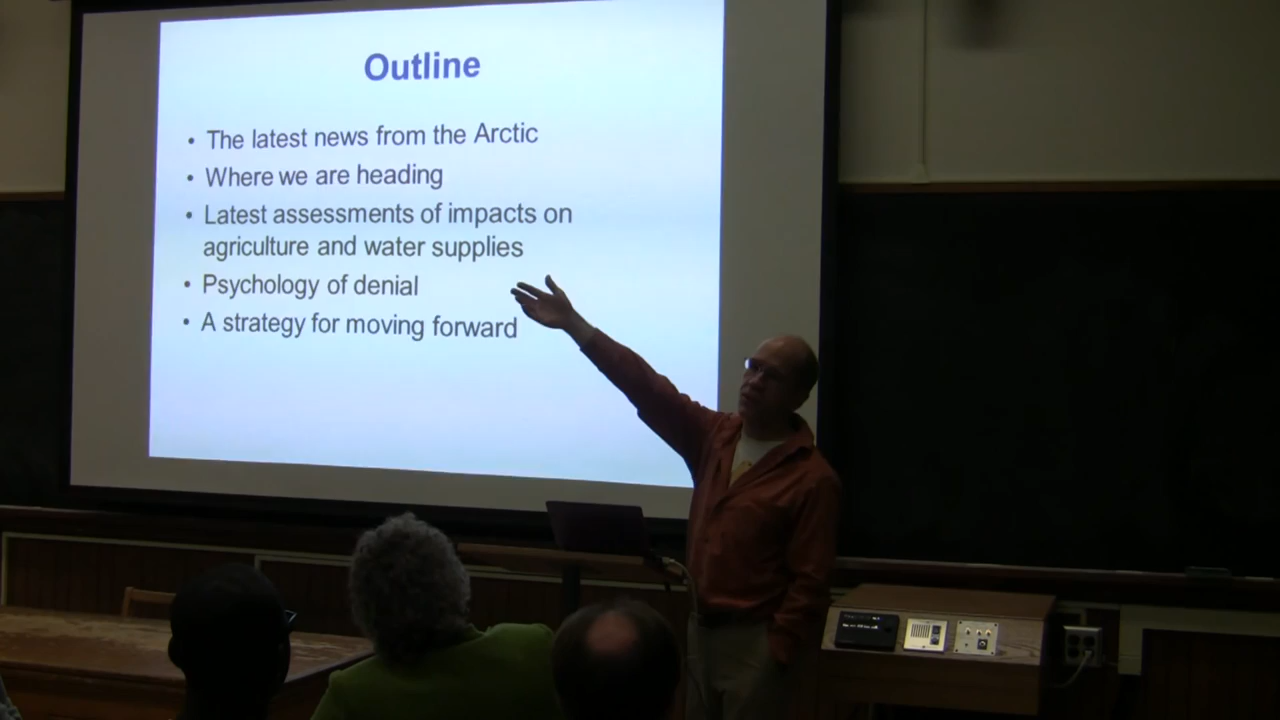 Outline
• The latest news from the Arctic
• Where we are heading
• Latest assessments of impacts on
agriculture and water supplies
• Psychology of denial
• A strategy for moving forward